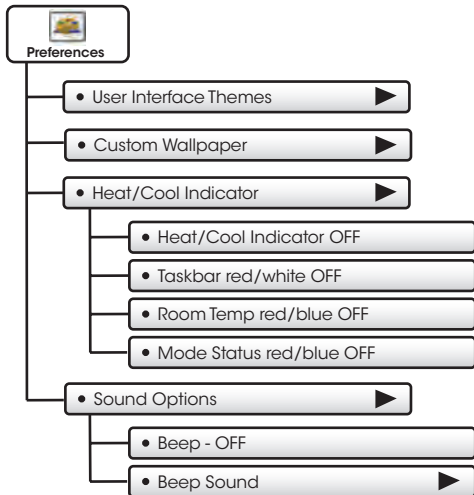 Preferences
• User Interface Themes
• Custom Wallpaper
• Heat/Cool Indicator
• Heat/Cool Indicator OFF
• Taskbar red/white OFF
• Room Temp red/blue OFF
• Mode Status red/blue OFF
• Sound Options
• Beep - OFF
• Beep Sound